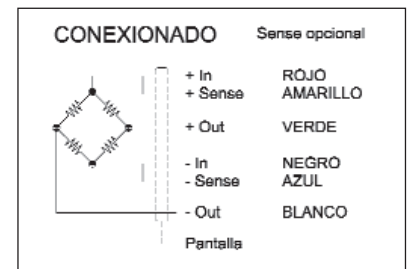 CONEXIONADO Sense opcional
+ In ROJO
+ Sense AMARILLO
+ Out VERDE
- In NEGRO
- Sense AZUL
- Out BLANCO
Pantalla